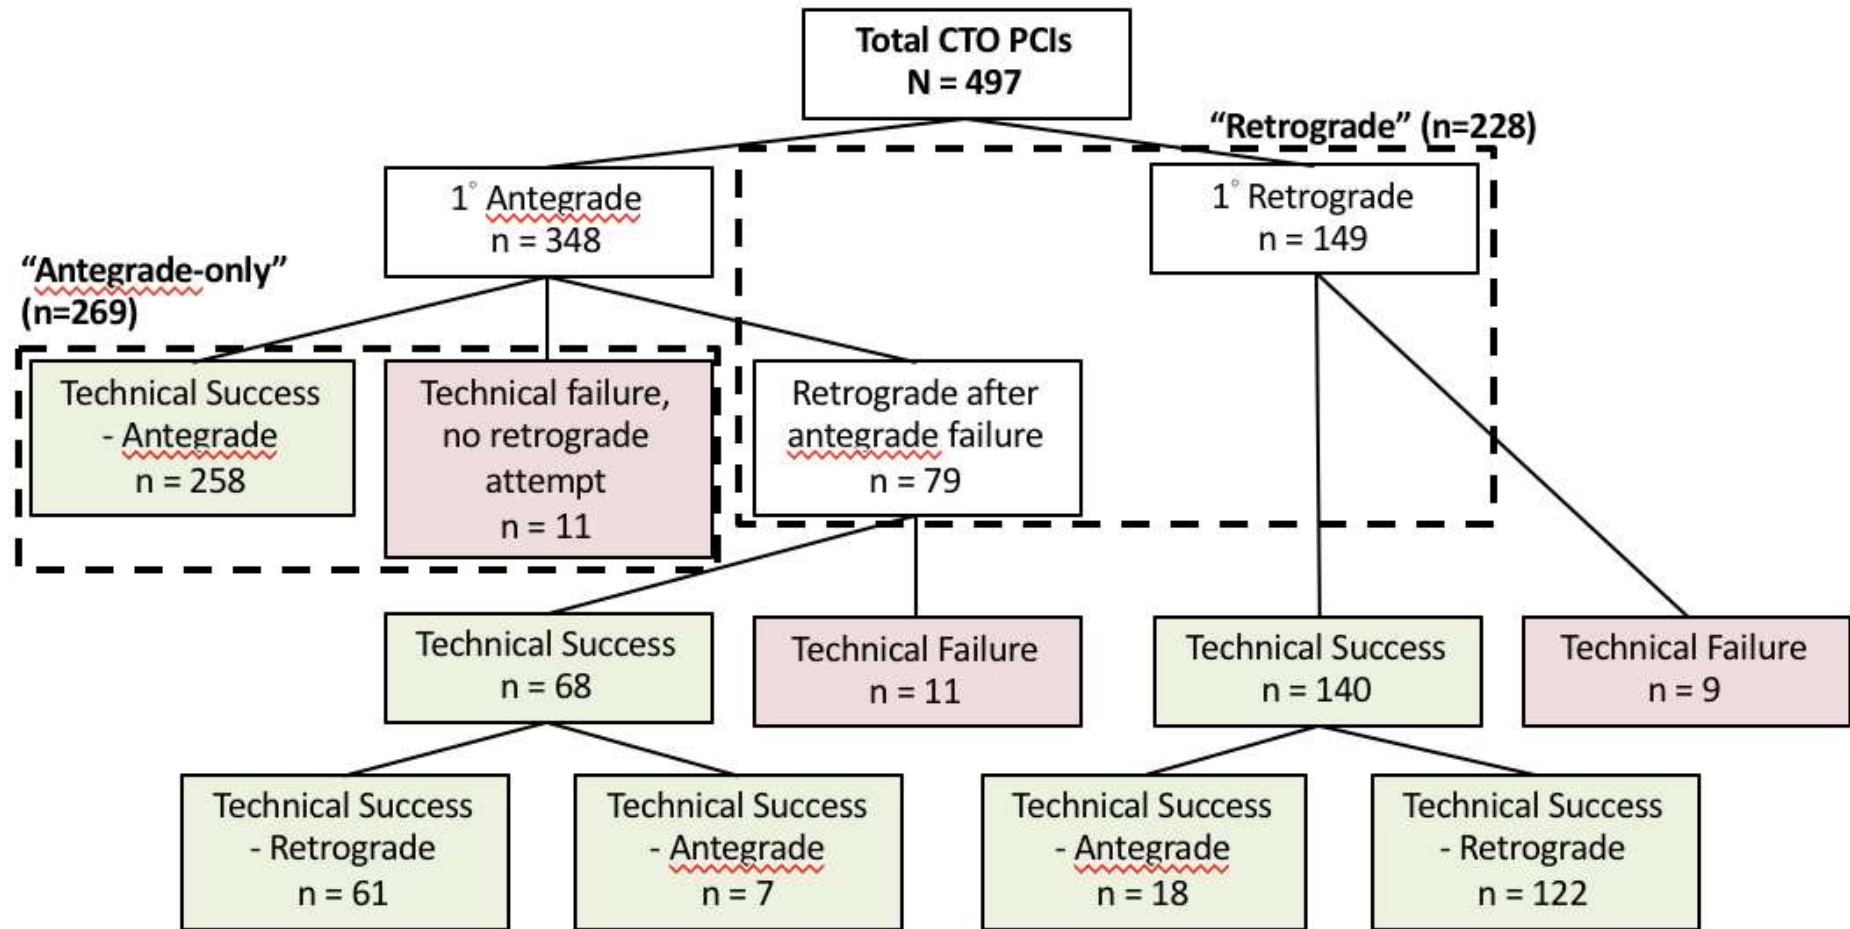 Total CTO PCIs
N = 497
“Retrograde” (n=228)
1° Antegrade
n = 348
1° Retrograde
n = 149
“Antegrade-only”
(n=269)
Technical Success
- Antegrade
n = 258
Technical failure,
no retrograde
attempt
n = 11
Retrograde after
antegrade failure
n = 79
Technical Success
n = 68
Technical Failure
n = 11
Technical Success
n = 140
Technical Failure
n = 9
Technical Success
- Retrograde
n = 61
Technical Success
- Antegrade
n = 7
Technical Success
- Antegrade
n = 18
Technical Success
- Retrograde
n = 122